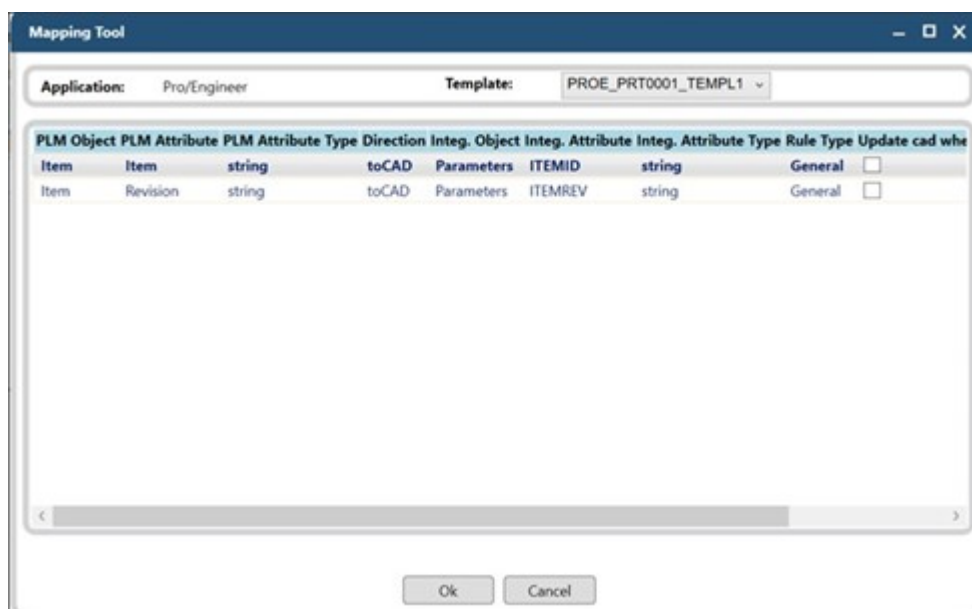 Mapping Tool
Application: Pro/Engineer Template: PROE_PRT0001_TEMPL1
PLM Object PLM Attribute PLM Attribute Type Direction Integ. Object Integ. Attribute Integ. Attribute Type Rule Type Update cad whe
Item Item string toCAD Parameters ITEMID string General
Item Revision string toCAD Parameters ITEMREV string General
Ok Cancel